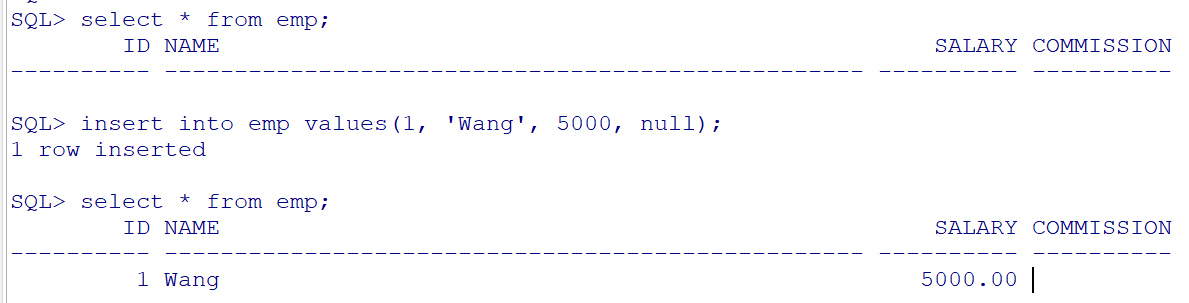 SQL> select * from emp;
        ID NAME                                                   SALARY COMMISSION
---------- -------------------------------------------------- ---------- ----------
SQL> insert into emp values(1, 'Wang', 5000, null);
1 row inserted
SQL> select * from emp;
        ID NAME                                                   SALARY COMMISSION
---------- -------------------------------------------------- ---------- ----------
         1 Wang                                                  5000.00